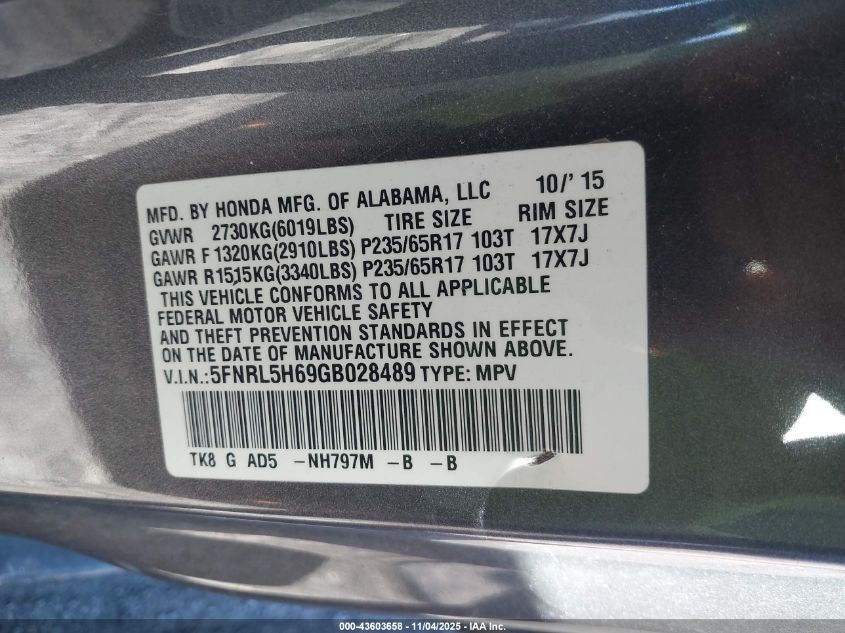 MFD. BY HONDA MFG. OF ALABAMA, LLC 10/' 15
GVWR 2730KG(6019LBS) TIRE SIZE RIM SIZE
GAWR F 1320KG(2910LBS) P235/65R17 103T 17X7J
GAWR R1515KG(3340LBS) P235/65R17 103T 17X7J
THIS VEHICLE CONFORMS TO ALL APPLICABLE
FEDERAL MOTOR VEHICLE SAFETY
AND THEFT PREVENTION STANDARDS IN EFFECT
ON THE DATE OF MANUFACTURE SHOWN ABOVE.
V.I.N.:5FNRL5H69GB028489 TYPE: MPV
TK8 G AD5 -NH797M -B -B
000-43603658 - 11/04/2025 - IAA Inc.